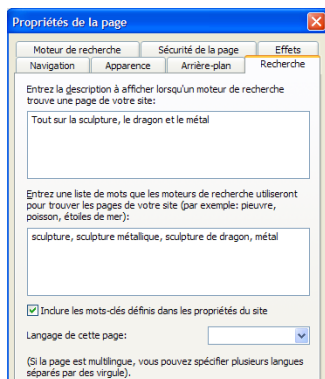 Propriétés de la page
Moteur de recherche Sécurité de la page Effets
Navigation Apparence Arrière-plan Recherche
Entrez la description à afficher lorsqu'un moteur de recherche
trouve une page de votre site:
Tout sur la sculpture, le dragon et le métal
Entrez une liste de mots que les moteurs de recherche utiliseront
pour trouver les pages de votre site (par exemple: pieuvre,
poisson, étoiles de mer):
sculpture, sculpture métallique, sculpture de dragon, métal
Inclure les mots-clés définis dans les propriétés du site
Langage de cette page:
(Si la page est multilingue, vous pouvez spécifier plusieurs langues
séparés par des virgule).